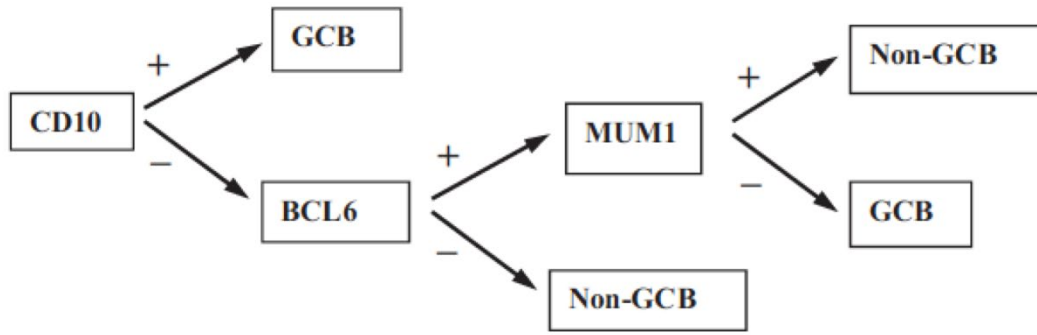 GCB
Non-GCB
+
+
CD10
MUM1
−
+
−
BCL6
GCB
−
Non-GCB